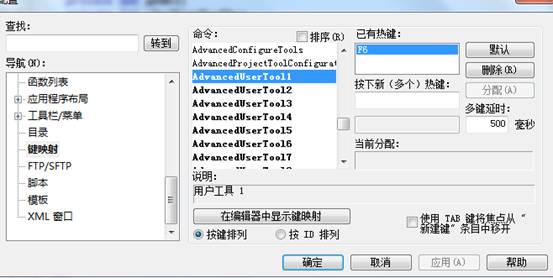 查找:
转到
导航(N):
函数列表
应用程序布局
工具栏/菜单
目录
键映射
FTP/SFTP
脚本
模板
XML 窗口
命令:
排序(R)
AdvancedConfigureTools
AdvancedProjectToolConfigurat
AdvancedUserTool1
AdvancedUserTool2
AdvancedUserTool3
AdvancedUserTool4
AdvancedUserTool5
AdvancedUserTool6
AdvancedUserTool7
已有热键:
F6
默认
删除(R)
按下新（多个）热键:
分配(A)
多键延时:
500 毫秒
当前分配:
说明:
用户工具 1
在编辑器中显示键映射
按键排列
按 ID 排列
使用 TAB 键将焦点从 “
新建键” 条目中移开
确定
取消
应用(A)
帮助